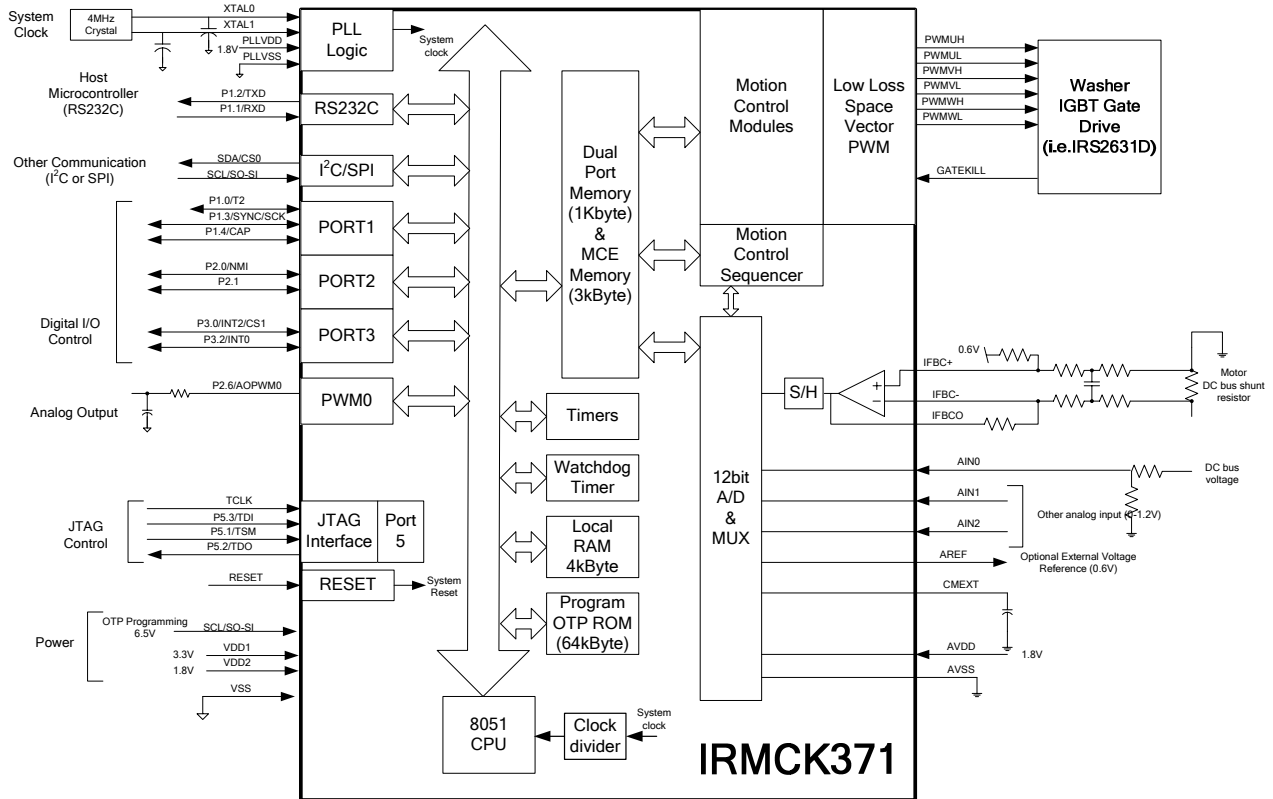 System
Clock
4MHz
Crystal
XTAL0
XTAL1
PLLVDD
1.8V
PLLVSS
PLL
Logic
System
clock
Host
Microcontroller
(RS232C)
P1.2/TXD
P1.1/RXD
RS232C
Other Communication
(I²C or SPI)
SDA/CS0
SCL/SO-SI
I²C/SPI
Digital I/O
Control
P1.0/T2
P1.3/SYNC/SCK
P1.4/CAP
PORT1
P2.0/NMI
P2.1
PORT2
P3.0/INT2/CS1
P3.2/INT0
PORT3
Analog Output
P2.6/AOPWM0
PWM0
JTAG
Control
TCLK
P5.3/TDI
P5.1/TSM
P5.2/TDO
JTAG
Interface
Port
5
RESET
RESET
System
Reset
Power
OTP Programming
6.5V
SCL/SO-SI
3.3V
VDD1
1.8V
VDD2
VSS
Dual
Port
Memory
(1Kbyte)
&
MCE
Memory
(3kByte)
Timers
Watchdog
Timer
Local
RAM
4kByte
Program
OTP ROM
(64kByte)
8051
CPU
Clock
divider
System
clock
Motion
Control
Modules
Low Loss
Space
Vector
PWM
Motion
Control
Sequencer
12bit
A/D
&
MUX
S/H
+
−
IRMCK371
PWMUH
PWMUL
PWMVH
PWMVL
PWMWH
PWMWL
GATEKILL
Washer
IGBT Gate
Drive
(i.e.IRS2631D)
0.6V
IFBC+
IFBC-
IFBCO
Motor
DC bus shunt
resistor
AIN0
DC bus
voltage
AIN1
AIN2
Other analog input (0-1.2V)
AREF
Optional External Voltage
Reference (0.6V)
CMEXT
AVDD
1.8V
AVSS